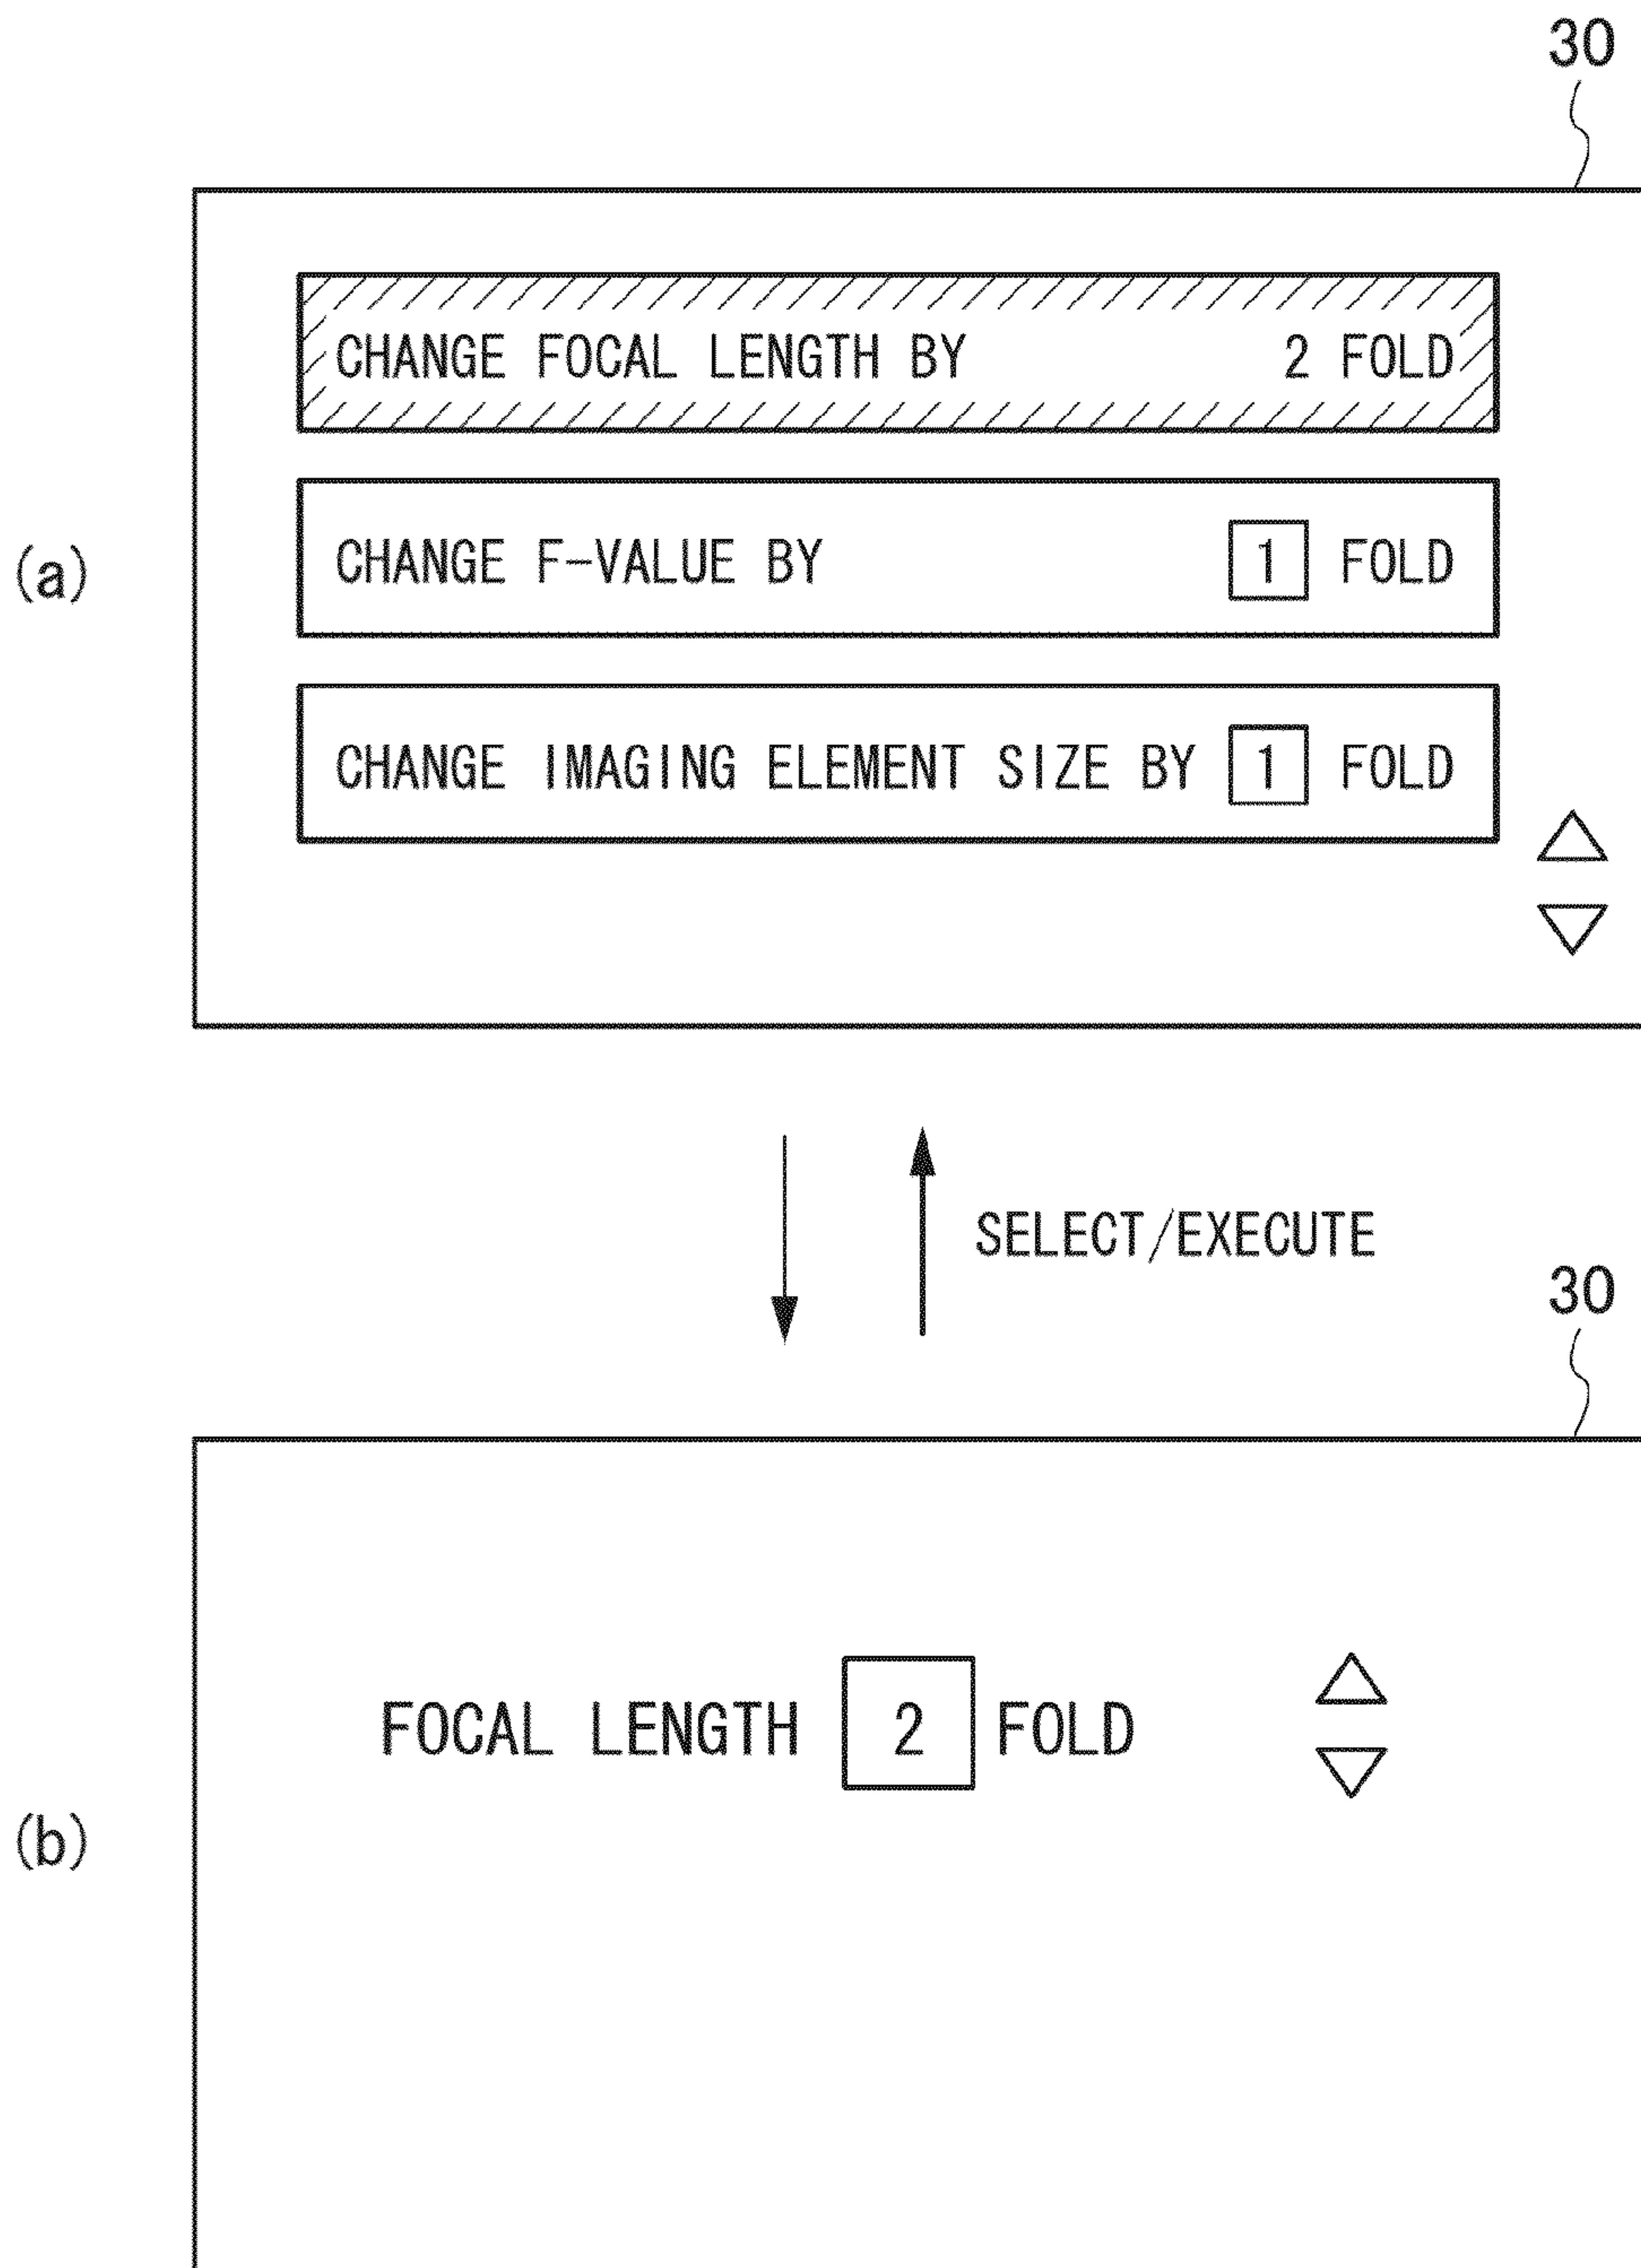 30
CHANGE FOCAL LENGTH BY 2 FOLD
(a)
CHANGE F-VALUE BY 1 FOLD
CHANGE IMAGING ELEMENT SIZE BY 1 FOLD
SELECT/EXECUTE
30
FOCAL LENGTH 2 FOLD
(b)